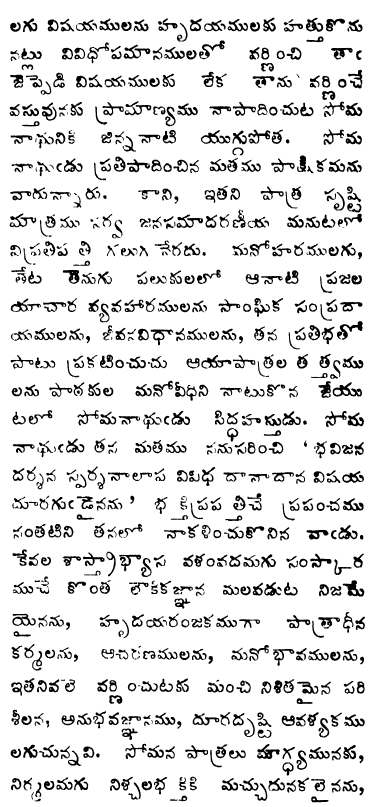 లగు విషయములను హృదయములకు హత్తుకొను
నట్లు వివిధోపమానములతో వర్ణించి తాఁ
జెప్పెడి విషయములకు లేక తాను వర్ణించే
వస్తువునకు ప్రామాణ్యము నాపాదించుట సోమ
నాథునిక జిన్ననాటి యుగ్గుపోత. సోమ
నాథుఁడు ప్రతిపాదించిన మతము పాక్షికమను
వారున్నారు. కాని, ఇతని పాత్ర సృష్టి
మాత్రము సర్వ జనసమాదరణీయ మనుటలో
విప్రతిపత్తి గలుగ నేరదు. మనోహరములగు,
తేట తెనుగు పలుకులలో ఆనాటి ప్రజల
యాచార వ్యవహారములను సాంఘిక సంప్రదా
యములను, జీవనవిధానములను, తన ప్రతిభతో
పాటు ప్రకటించుచు ఆయాపాత్రల తత్త్వము
లను పాఠకుల మనోవీధిని నాటుకొన జేయు
టలో సోమనాథుఁడు సిద్ధహస్తుడు. సోమ
నాథుఁడు తన మతము ననుసరించి 'భవిజన
దర్శన స్పర్శనాలాప వివిధ దానాదాన విషయ
దూరగుఁడైనను' భక్తిప్రపత్తిచే ప్రపంచము
నంతటిని తనలో నాకళించుకొనిన వాఁడు.
కేవల శాస్త్రాభ్యాస వశంవదమగు సంస్కార
ముచే కొంత లౌకికజ్ఞాన మలవడుట నిజమే
యైనను, హృదయరంజకముగా పాత్రాధీన
కర్మలను, ఆచరణములను, మనోభావములను,
ఇతనివలె వర్ణించుటకు మంచి నిశితమైన పరి
శీలన, అనుభవజ్ఞానము, దూరదృష్టి ఆవశ్యకము
లగుచున్నవి. సోమన పాత్రలు మౌగ్ధ్యమునకు,
నిర్మలమగు నిశ్చలభక్తికి మచ్చుతునకలైనను,